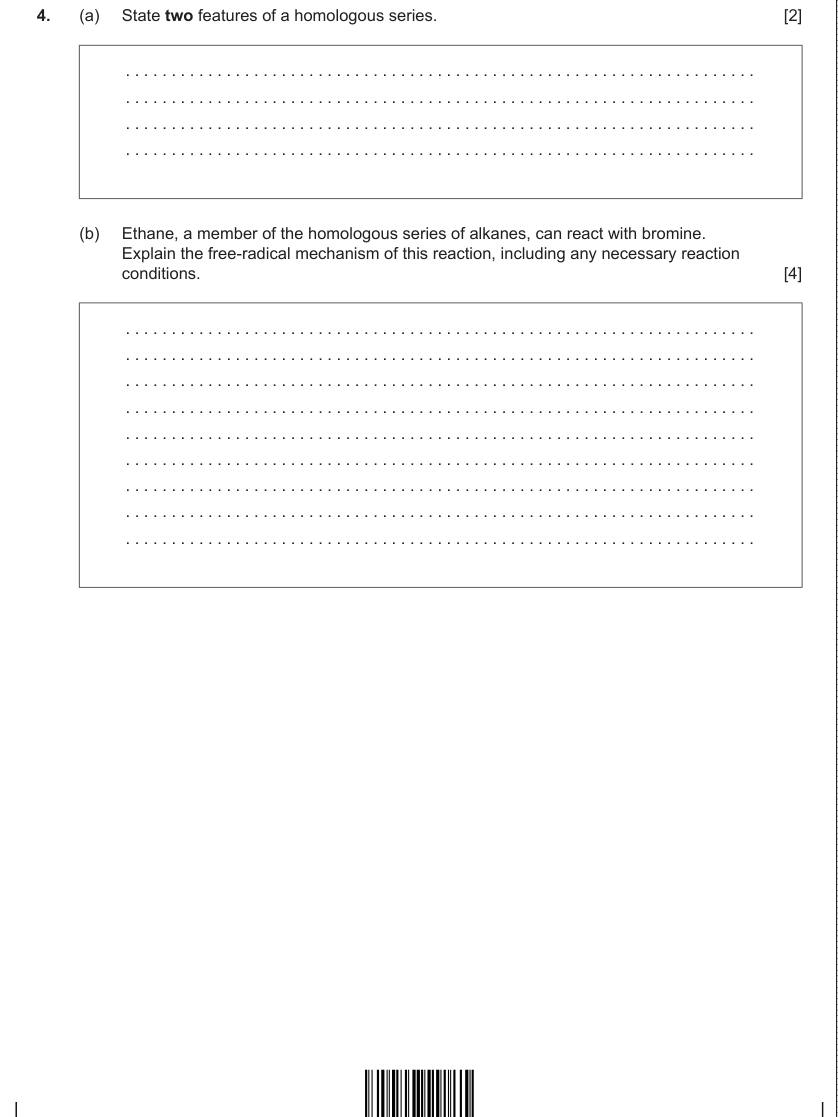 4. (a) State two features of a homologous series. [2]
(b) Ethane, a member of the homologous series of alkanes, can react with bromine.
Explain the free-radical mechanism of this reaction, including any necessary reaction
conditions. [4]